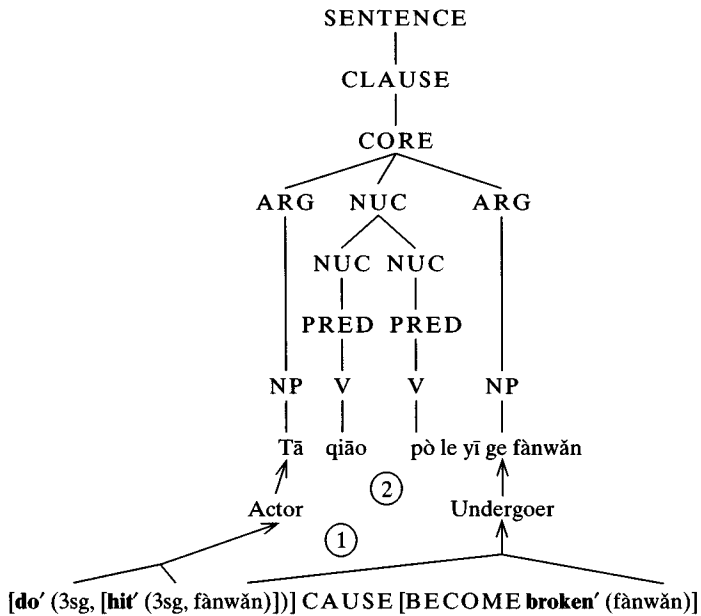 SENTENCE
CLAUSE
CORE
ARG NUC ARG
NUC NUC
PRED PRED
NP V V NP
Tā qiāo pò le yī ge fànwǎn
2
Actor Undergoer
1
[do′ (3sg, [hit′ (3sg, fànwǎn)])] CAUSE [BECOME broken′ (fànwǎn)]